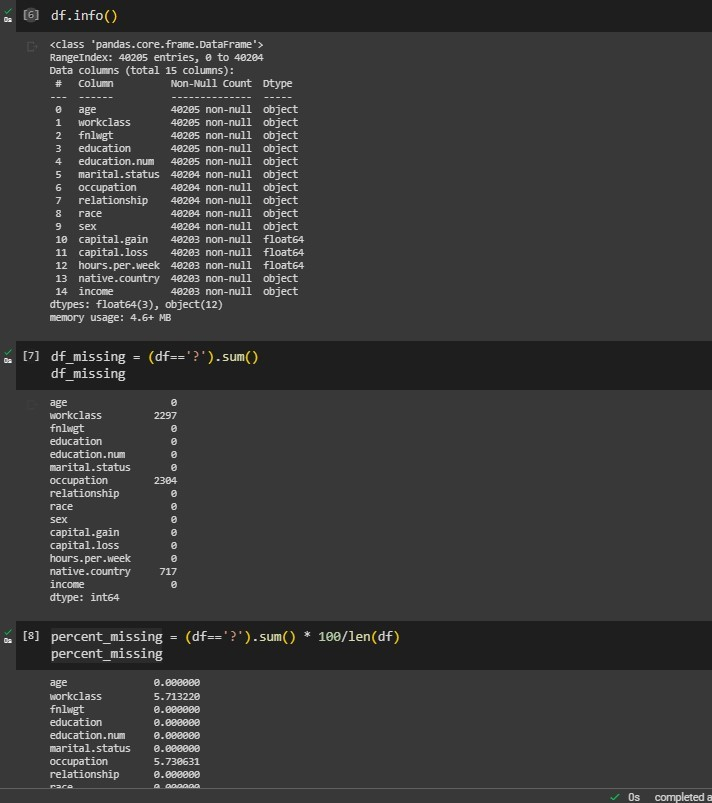 [6] df.info()
0s
<class 'pandas.core.frame.DataFrame'>
RangeIndex: 40205 entries, 0 to 40204
Data columns (total 15 columns):
# Column Non-Null Count Dtype
--- ------ -------------- -----
0 age 40205 non-null object
1 workclass 40205 non-null object
2 fnlwgt 40205 non-null object
3 education 40205 non-null object
4 education.num 40205 non-null object
5 marital.status 40204 non-null object
6 occupation 40204 non-null object
7 relationship 40204 non-null object
8 race 40204 non-null object
9 sex 40204 non-null object
10 capital.gain 40203 non-null float64
11 capital.loss 40203 non-null float64
12 hours.per.week 40203 non-null float64
13 native.country 40203 non-null object
14 income 40203 non-null object
dtypes: float64(3), object(12)
memory usage: 4.6+ MB
[7] df_missing = (df=='?').sum()
0s
df_missing
age 0
workclass 2297
fnlwgt 0
education 0
education.num 0
marital.status 0
occupation 2304
relationship 0
race 0
sex 0
capital.gain 0
capital.loss 0
hours.per.week 0
native.country 717
income 0
dtype: int64
[8] percent_missing = (df=='?').sum() * 100/len(df)
0s
percent_missing
age 0.000000
workclass 5.713220
fnlwgt 0.000000
education 0.000000
education.num 0.000000
marital.status 0.000000
occupation 5.730631
relationship 0.000000
race 0.000000
0s completed a